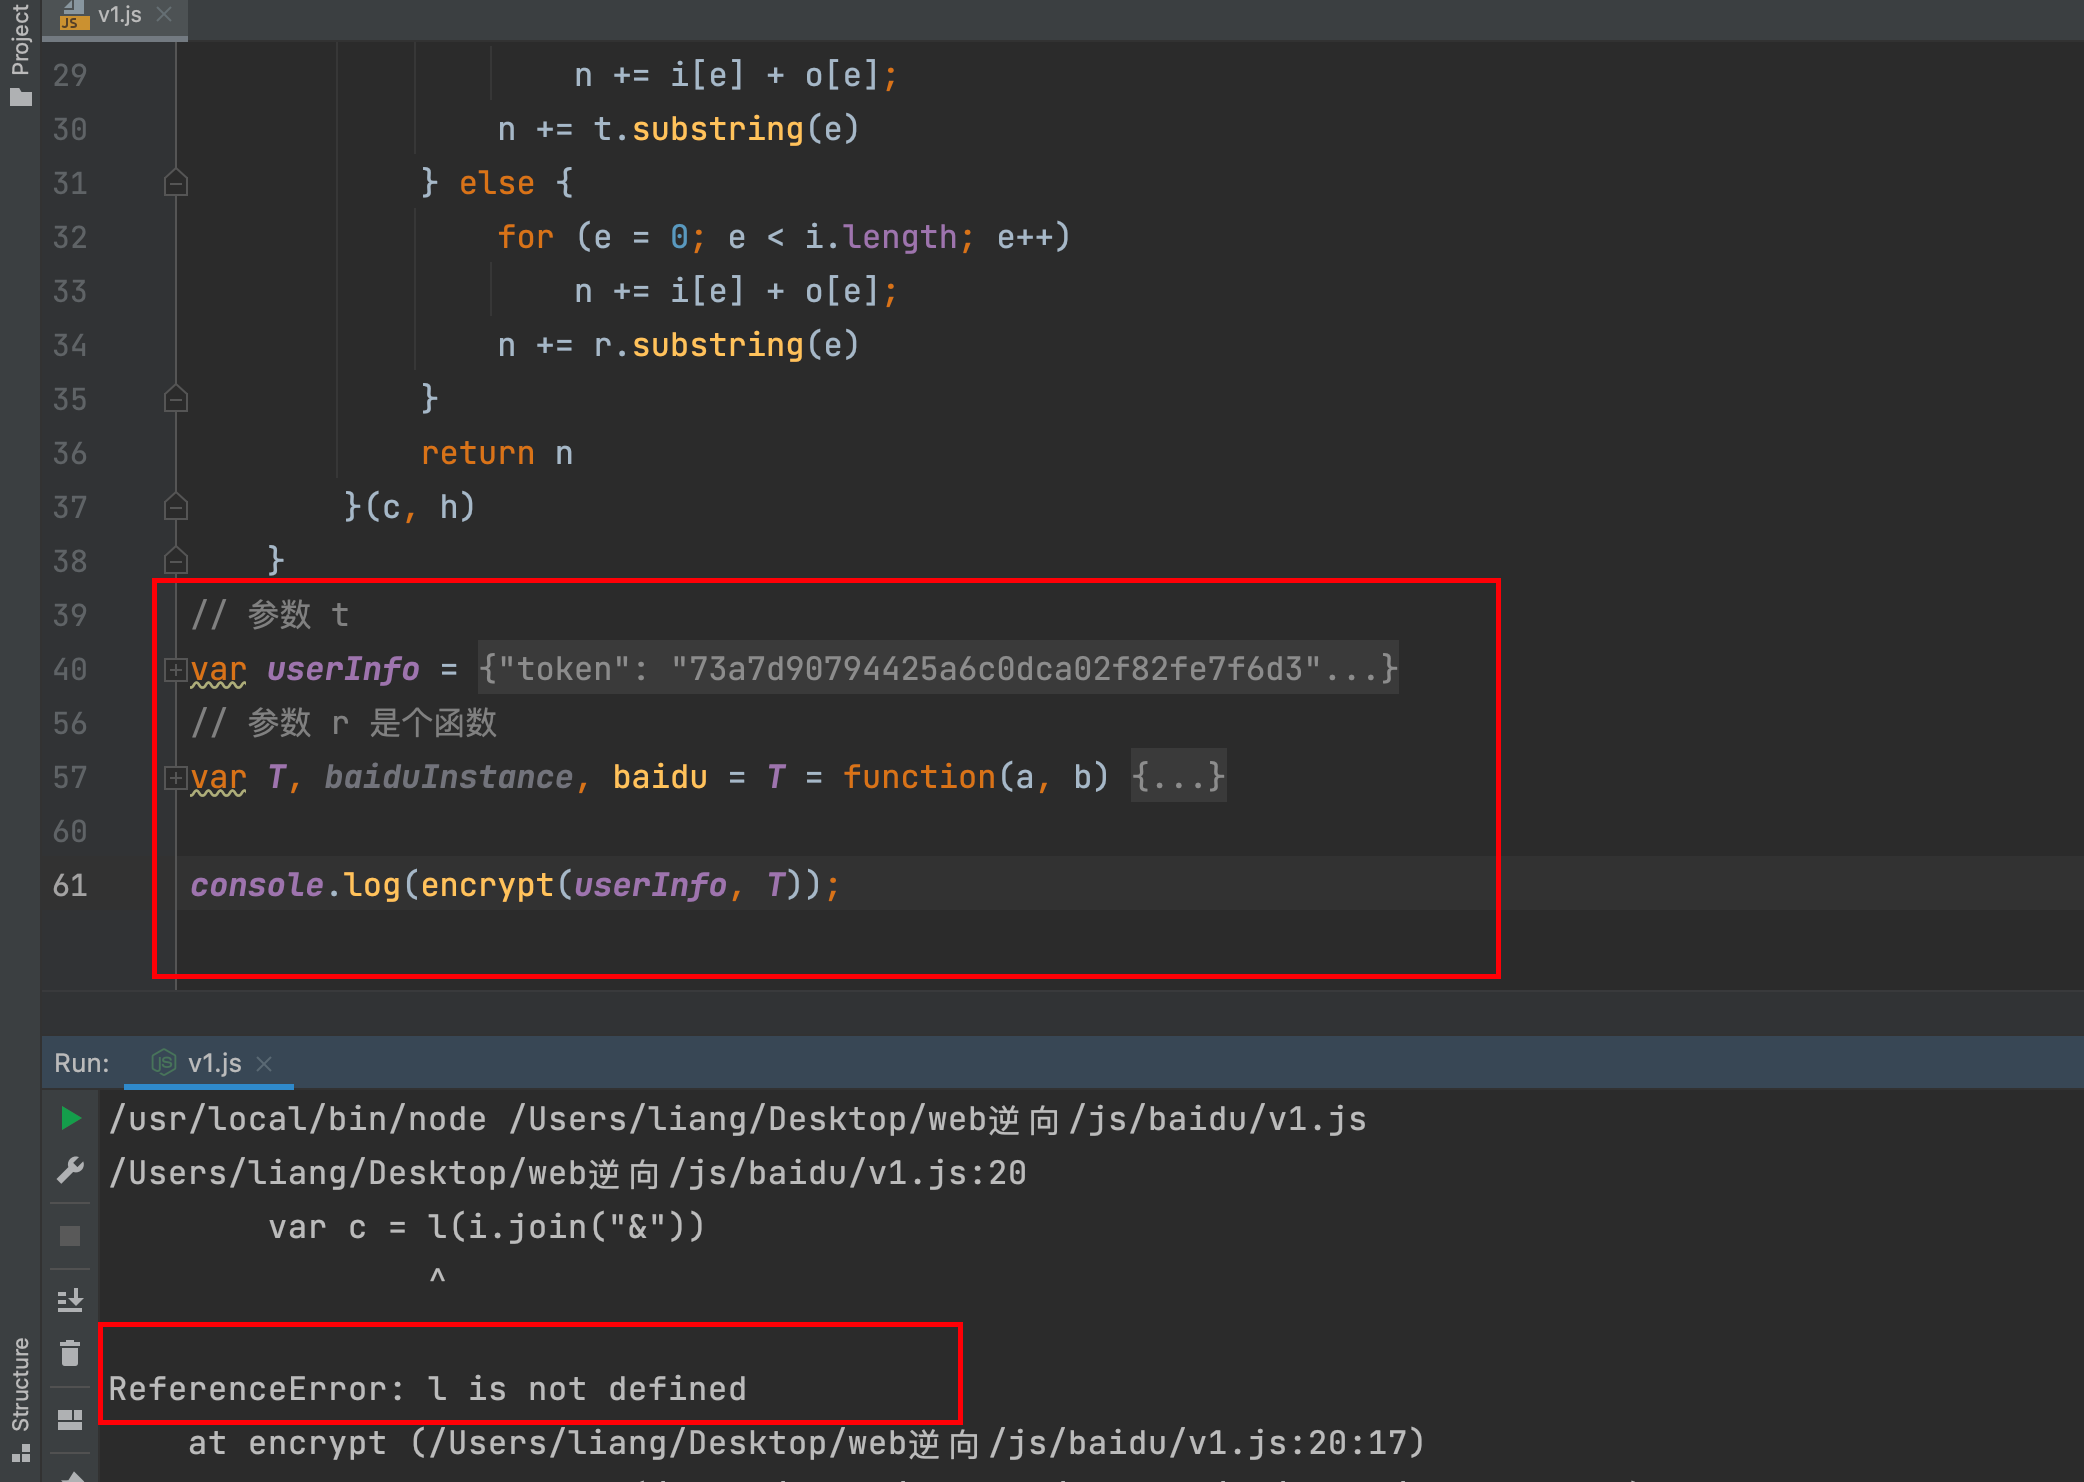 Project
JS v1.js
29 n += i[e] + o[e];
30 n += t.substring(e)
31 } else {
32 for (e = 0; e < i.length; e++)
33 n += i[e] + o[e];
34 n += r.substring(e)
35 }
36 return n
37 }(c, h)
38 }
39 // 参数 t
40 var userInfo = {"token": "73a7d90794425a6c0dca02f82fe7f6d3"...}
56 // 参数 r 是个函数
57 var T, baiduInstance, baidu = T = function(a, b) {...}
60
61 console.log(encrypt(userInfo, T));
Run: JS v1.js
/usr/local/bin/node /Users/liang/Desktop/web逆向/js/baidu/v1.js
/Users/liang/Desktop/web逆向/js/baidu/v1.js:20
var c = l(i.join("&"))
^
ReferenceError: l is not defined
at encrypt (/Users/liang/Desktop/web逆向/js/baidu/v1.js:20:17)
Structure